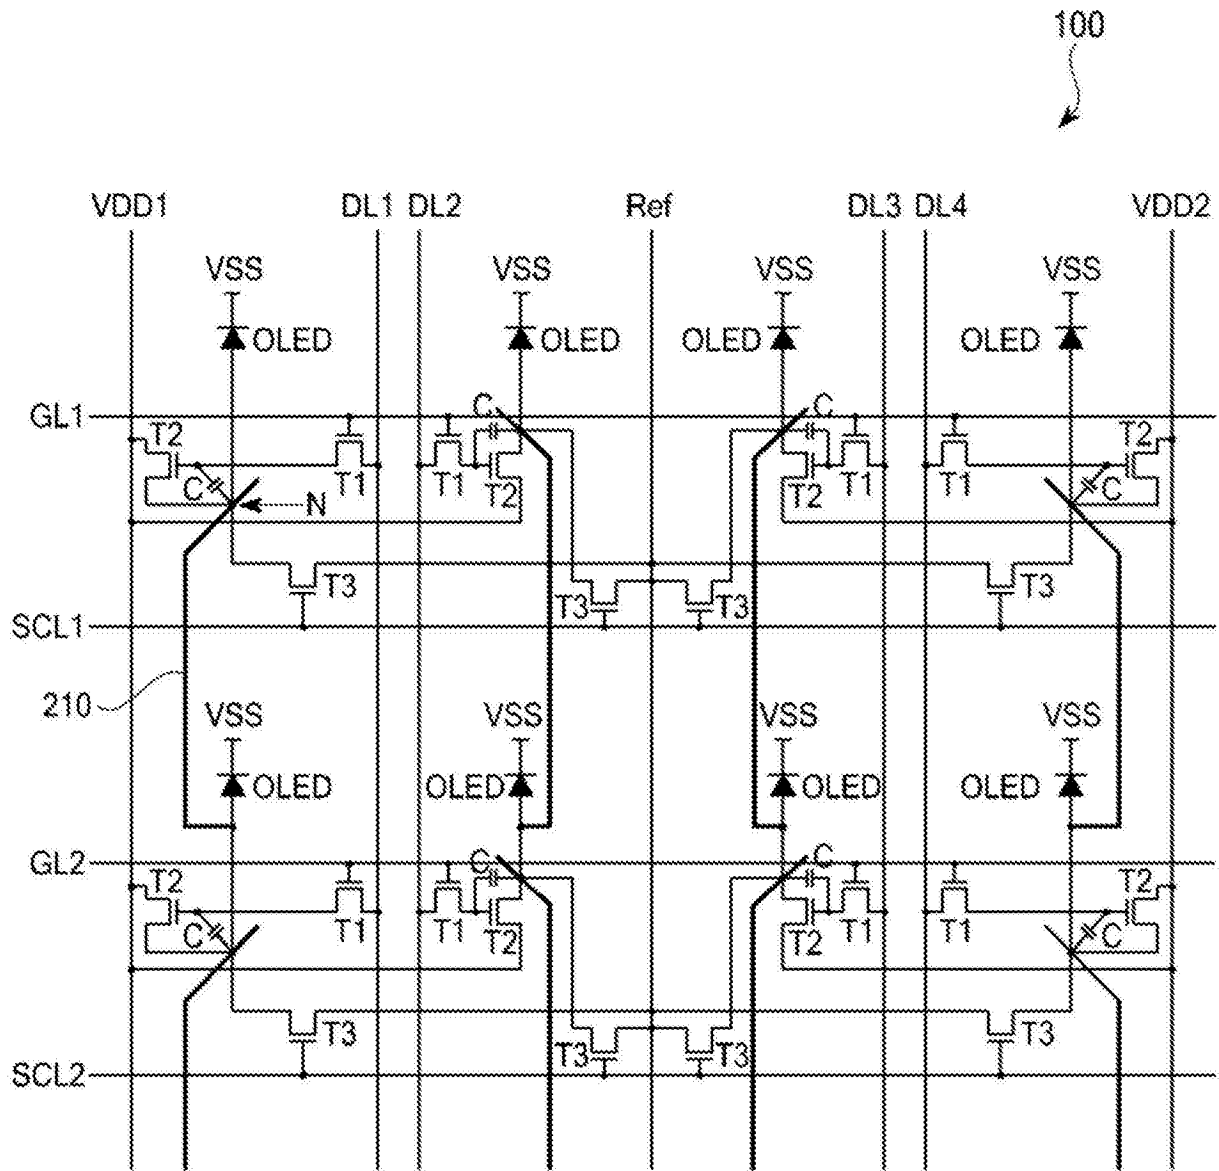 100
VDD1 DL1 DL2 Ref DL3 DL4 VDD2
VSS VSS VSS VSS
OLED OLED OLED OLED
GL1 C C
T2 T2
T1 T1 T2 T2 T1 T1
C N C
T3 T3 T3 T3
SCL1
210
VSS VSS VSS VSS
OLED OLED OLED OLED
GL2 C C
T2 T2
T1 T1 T2 T2 T1 T1
C C
T3 T3 T3 T3
SCL2